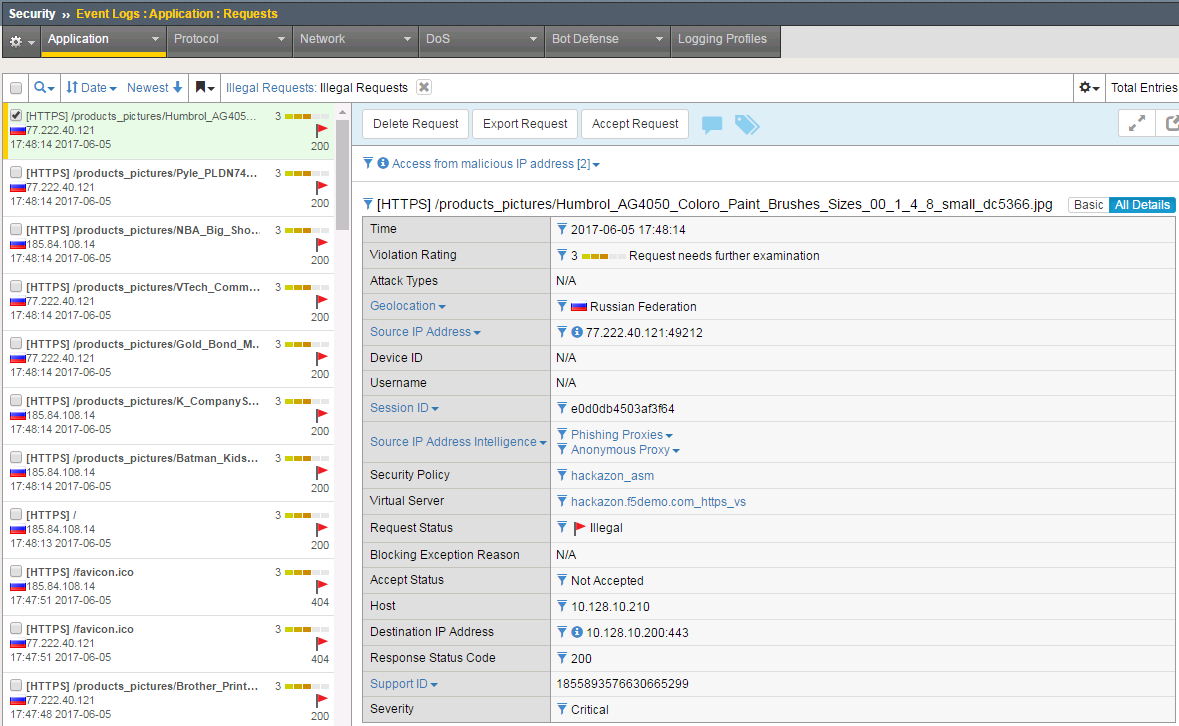 Security ›› Event Logs : Application : Requests
Application Protocol Network DoS Bot Defense Logging Profiles
Date Newest Illegal Requests: Illegal Requests Total Entries
[HTTPS] /products_pictures/Humbrol_AG405... 3
77.222.40.121
17:48:14 2017-06-05 200
[HTTPS] /products_pictures/Pyle_PLDN74... 3
77.222.40.121
17:48:14 2017-06-05 200
[HTTPS] /products_pictures/NBA_Big_Sho... 3
185.84.108.14
17:48:14 2017-06-05 200
[HTTPS] /products_pictures/VTech_Comm... 3
77.222.40.121
17:48:14 2017-06-05 200
[HTTPS] /products_pictures/Gold_Bond_M.. 3
77.222.40.121
17:48:14 2017-06-05 200
[HTTPS] /products_pictures/K_CompanyS... 3
185.84.108.14
17:48:14 2017-06-05 200
[HTTPS] /products_pictures/Batman_Kids... 3
185.84.108.14
17:48:14 2017-06-05 200
[HTTPS] / 3
185.84.108.14
17:48:13 2017-06-05 200
[HTTPS] /favicon.ico 3
185.84.108.14
17:47:51 2017-06-05 404
[HTTPS] /favicon.ico 3
77.222.40.121
17:47:51 2017-06-05 404
[HTTPS] /products_pictures/Brother_Print... 3
77.222.40.121
17:47:48 2017-06-05 200
Delete Request Export Request Accept Request
Access from malicious IP address [2]
[HTTPS] /products_pictures/Humbrol_AG4050_Coloro_Paint_Brushes_Sizes_00_1_4_8_small_dc5366.jpg Basic All Details
Time 2017-06-05 17:48:14
Violation Rating 3 Request needs further examination
Attack Types N/A
Geolocation Russian Federation
Source IP Address 77.222.40.121:49212
Device ID N/A
Username N/A
Session ID e0d0db4503af3f64
Source IP Address Intelligence Phishing Proxies
Anonymous Proxy
Security Policy hackazon_asm
Virtual Server hackazon.f5demo.com_https_vs
Request Status Illegal
Blocking Exception Reason N/A
Accept Status Not Accepted
Host 10.128.10.210
Destination IP Address 10.128.10.200:443
Response Status Code 200
Support ID 1855893576630665299
Severity Critical